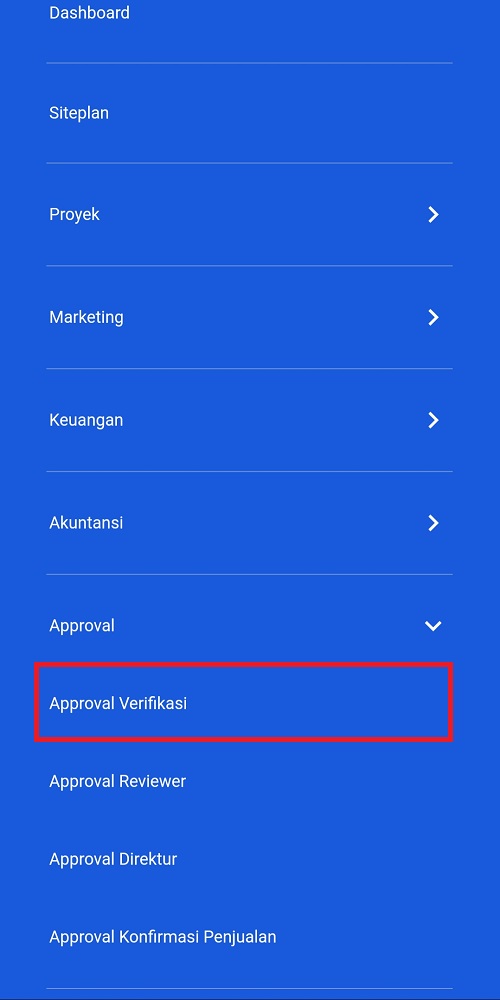 Dashboard
Siteplan
Proyek
Marketing
Keuangan
Akuntansi
Approval
Approval Verifikasi
Approval Reviewer
Approval Direktur
Approval Konfirmasi Penjualan